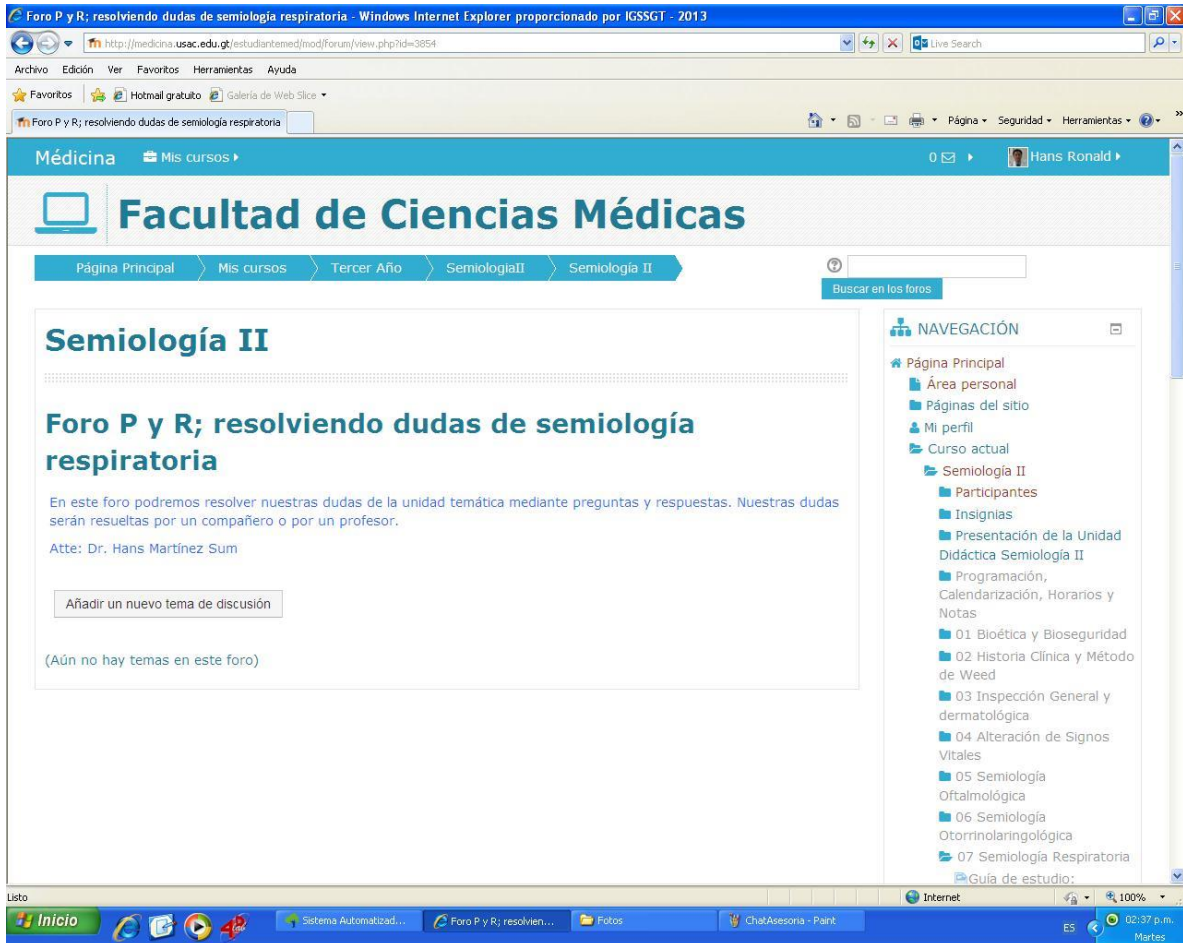 Foro P y R; resolviendo dudas de semiología respiratoria - Windows Internet Explorer proporcionado por IGSSGT - 2013
http://medicina.usac.edu.gt/estudiantemed/mod/forum/view.php?id=3854
Live Search
Archivo Edición Ver Favoritos Herramientas Ayuda
Favoritos Hotmail gratuito Galería de Web Slice
Foro P y R; resolviendo dudas de semiología respiratoria
Página Seguridad Herramientas
Médicina Mis cursos 0 Hans Ronald
Facultad de Ciencias Médicas
Página Principal Mis cursos Tercer Año SemiologiaII Semiología II
Buscar en los foros
Semiología II
Foro P y R; resolviendo dudas de semiología
respiratoria
En este foro podremos resolver nuestras dudas de la unidad temática mediante preguntas y respuestas. Nuestras dudas
serán resueltas por un compañero o por un profesor.
Atte: Dr. Hans Martínez Sum
Añadir un nuevo tema de discusión
(Aún no hay temas en este foro)
NAVEGACIÓN
Página Principal
Área personal
Páginas del sitio
Mi perfil
Curso actual
Semiología II
Participantes
Insignias
Presentación de la Unidad
Didáctica Semiología II
Programación,
Calendarización, Horarios y
Notas
01 Bioética y Bioseguridad
02 Historia Clínica y Método
de Weed
03 Inspección General y
dermatológica
04 Alteración de Signos
Vitales
05 Semiología
Oftalmológica
06 Semiología
Otorrinolaringológica
07 Semiología Respiratoria
Guía de estudio:
Listo Internet 100%
Inicio Sistema Automatizad... Foro P y R; resolvien... Fotos ChatAsesoria - Paint ES 02:37 p.m.
Martes